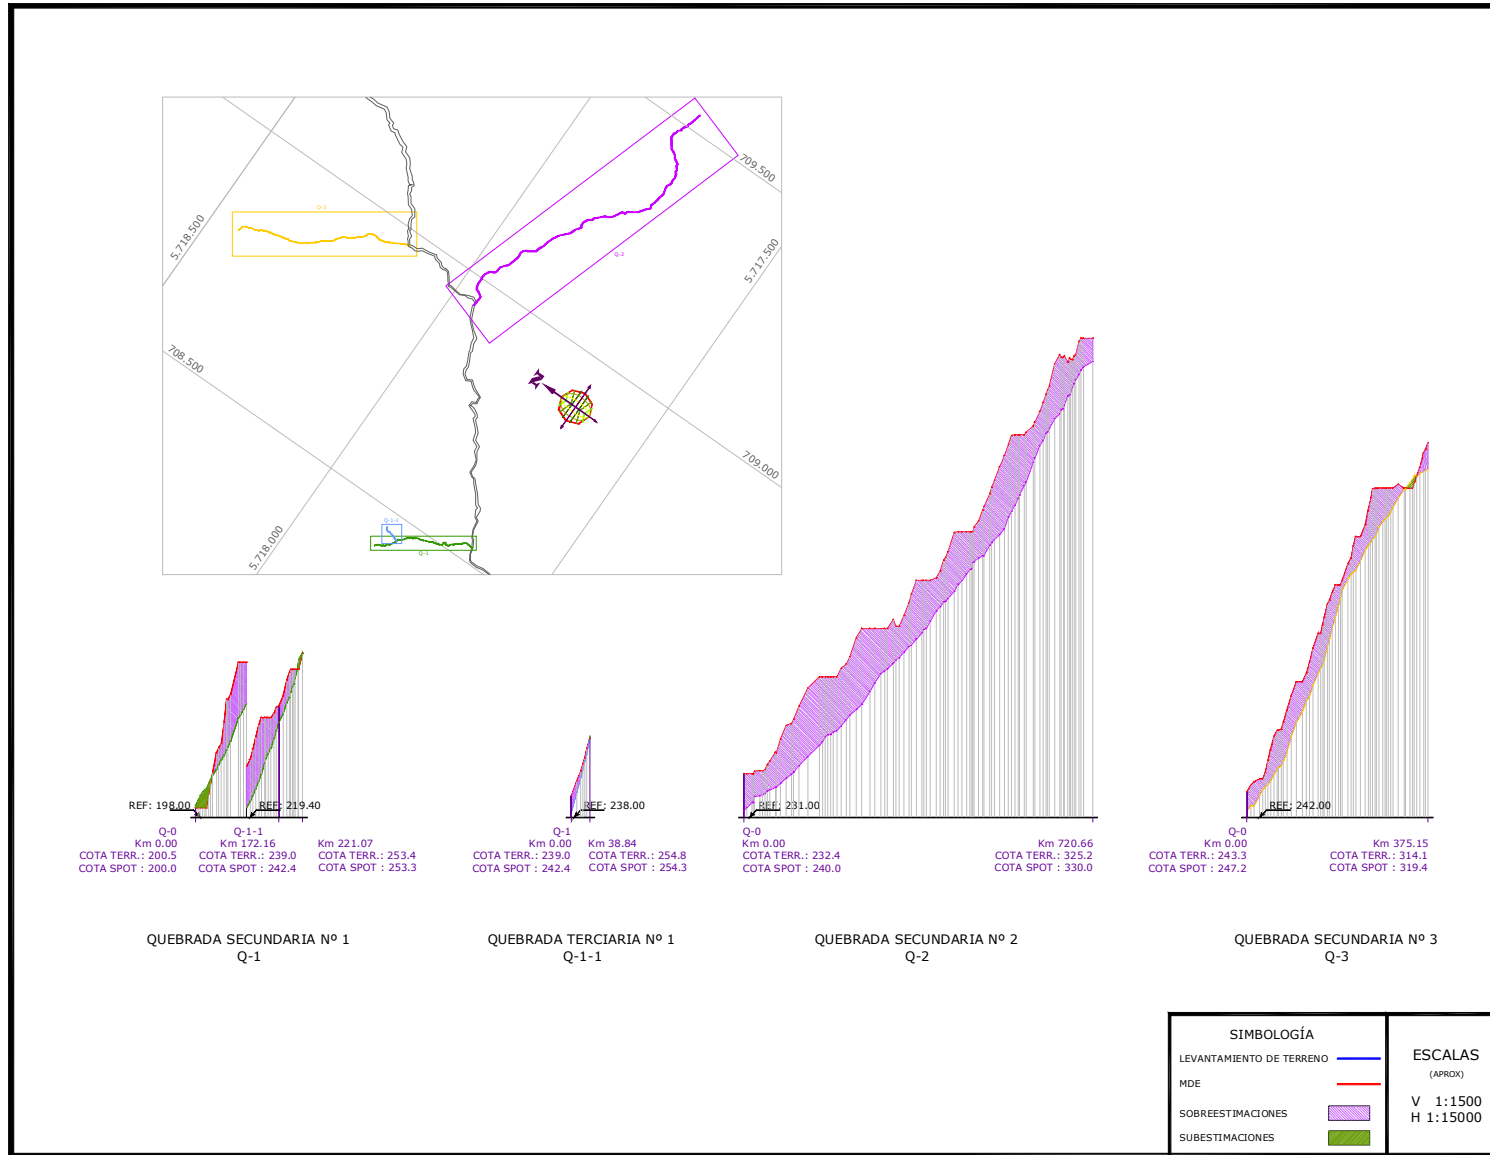 Q-3
Q-2
709.500
5.718.500
5.717.500
N
708.500
709.000
5.718.000
Q-1-1
Q-1
REF: 198.00
REF: 219.40
REF: 238.00
REF: 231.00
REF: 242.00
Q-0
Km 0.00
COTA TERR.: 200.5
COTA SPOT : 200.0
Q-1-1
Km 172.16
COTA TERR.: 239.0
COTA SPOT : 242.4
Km 221.07
COTA TERR.: 253.4
COTA SPOT : 253.3
Q-1
Km 0.00
COTA TERR.: 239.0
COTA SPOT : 242.4
Km 38.84
COTA TERR.: 254.8
COTA SPOT : 254.3
Q-0
Km 0.00
COTA TERR.: 232.4
COTA SPOT : 240.0
Km 720.66
COTA TERR.: 325.2
COTA SPOT : 330.0
Q-0
Km 0.00
COTA TERR.: 243.3
COTA SPOT : 247.2
Km 375.15
COTA TERR.: 314.1
COTA SPOT : 319.4
QUEBRADA SECUNDARIA Nº 1
Q-1
QUEBRADA TERCIARIA Nº 1
Q-1-1
QUEBRADA SECUNDARIA Nº 2
Q-2
QUEBRADA SECUNDARIA Nº 3
Q-3
SIMBOLOGÍA
LEVANTAMIENTO DE TERRENO
MDE
SOBREESTIMACIONES
SUBESTIMACIONES
ESCALAS
(APROX)
V 1:1500
H 1:15000